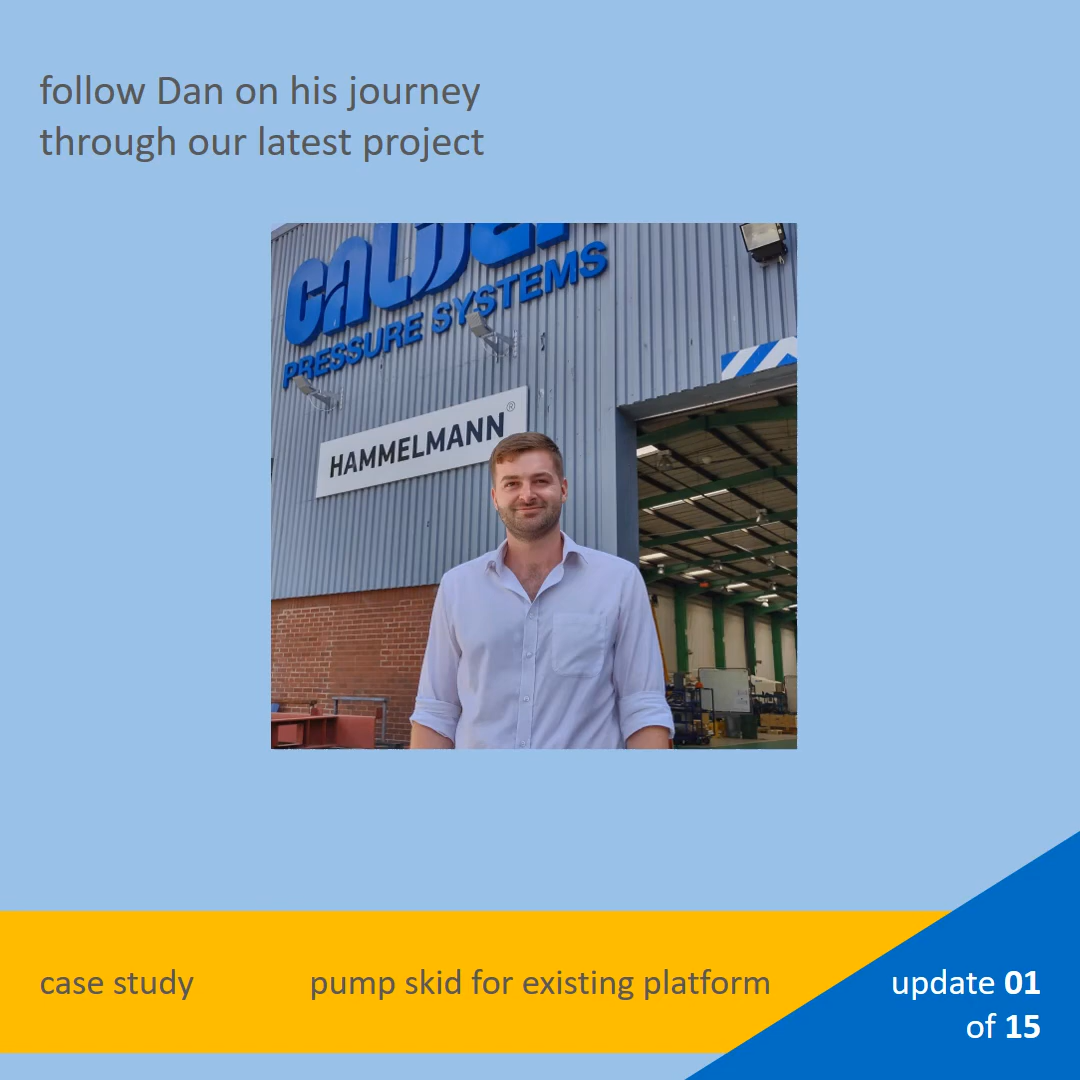 follow Dan on his journey
through our latest project
PRESSURE SYSTEMS
HAMMELMANN®
case study
pump skid for existing platform
update 01
of 15